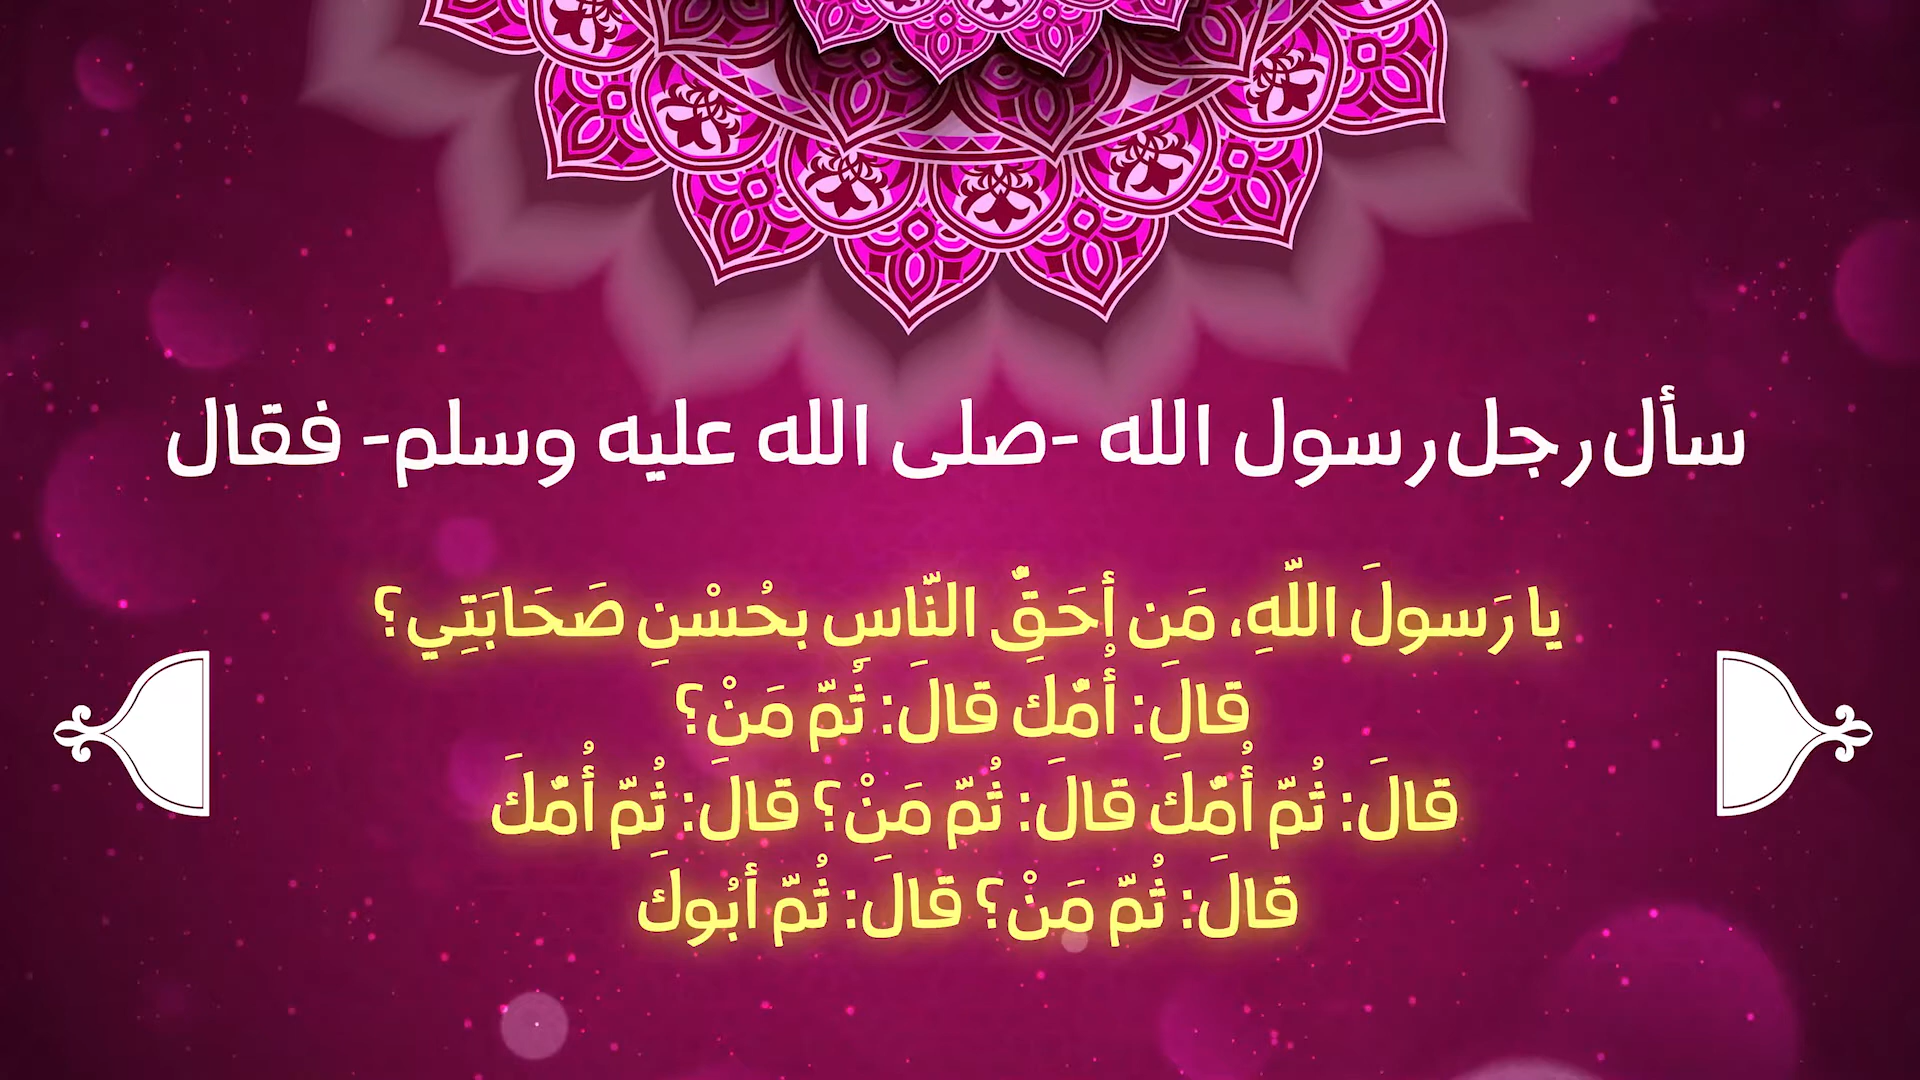 سأل رجل رسول الله -صلى الله عليه وسلم- فقال
يا رَسولَ اللَّهِ، مَن أحَقُّ النَّاسِ بحُسْنِ صَحَابَتِي؟
قالَ: أُمُّكَ قالَ: ثُمَّ مَنْ؟
قالَ: ثُمَّ أُمُّكَ قالَ: ثُمَّ مَنْ؟ قالَ: ثُمَّ أُمُّكَ
قالَ: ثُمَّ مَنْ؟ قالَ: ثُمَّ أبُوكَ